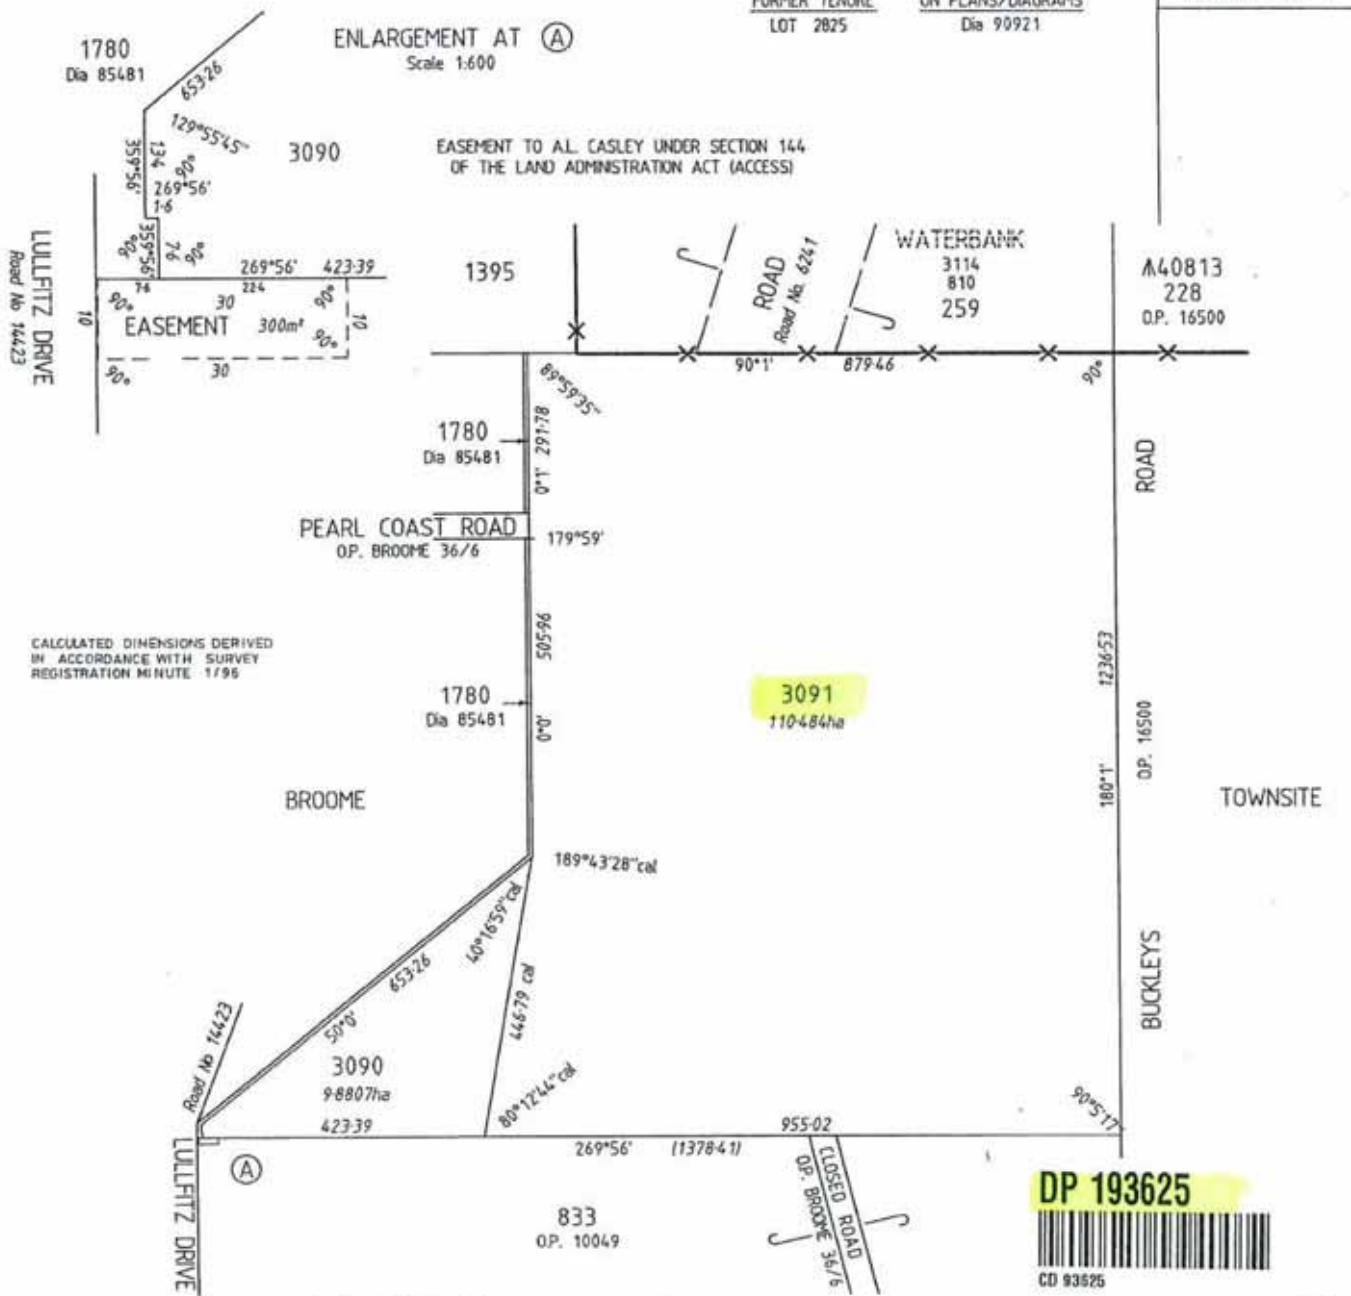 FORMER TENURE
LOT 2825
ON PLANS/DIAGRAMS
Dia 90921
ENLARGEMENT AT A
Scale 1:600
1780
Dia 85481
653·26
129°55'45"
3090
359°56'
134
90°
269°56'
1·6
359°56'
90°
76
90°
269°56' 423·39
7·6
22·4
90°
30
90°
10
EASEMENT 300m²
10
90°
90°
30
LULLFITZ DRIVE
Road No 14423
EASEMENT TO A.L. CASLEY UNDER SECTION 144
OF THE LAND ADMINISTRATION ACT (ACCESS)
1395
ROAD
Road No. 6241
WATERBANK
3114
810
259
40813
228
O.P. 16500
90°1'
879·46
90°
89°59'35"
1780
Dia 85481
0°1' 291·78
PEARL COAST ROAD
O.P. BROOME 36/6
179°59'
ROAD
CALCULATED DIMENSIONS DERIVED
IN ACCORDANCE WITH SURVEY
REGISTRATION MINUTE 1/96
505·96
0°0'
1780
Dia 85481
3091
110·484ha
1236·53
180°1'
O.P. 16500
BROOME
TOWNSITE
189°43'28"cal
40°16'59"cal
653·26
50°0'
446·79 cal
BUCKLEYS
Road No 14423
3090
9·8807ha
423·39
80°12'44"cal
955·02
90°5'17"
269°56' (1378·41)
LULLFITZ DRIVE
A
833
O.P. 10049
CLOSED ROAD
O.P. BROOME 36/6
DP 193625
CD 93625